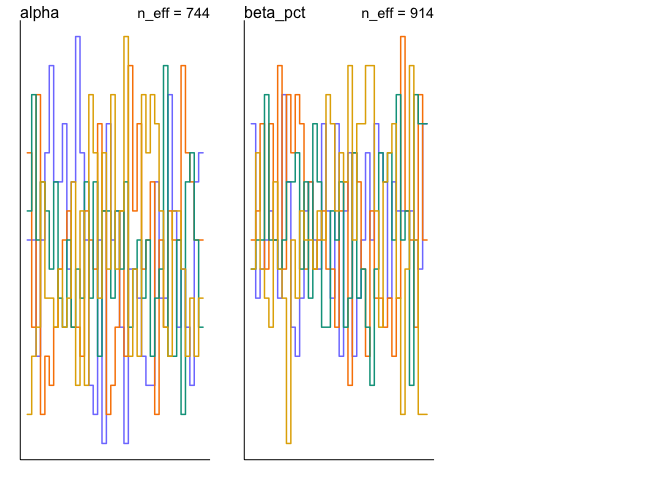 alpha n_eff = 744
beta_pct n_eff = 914